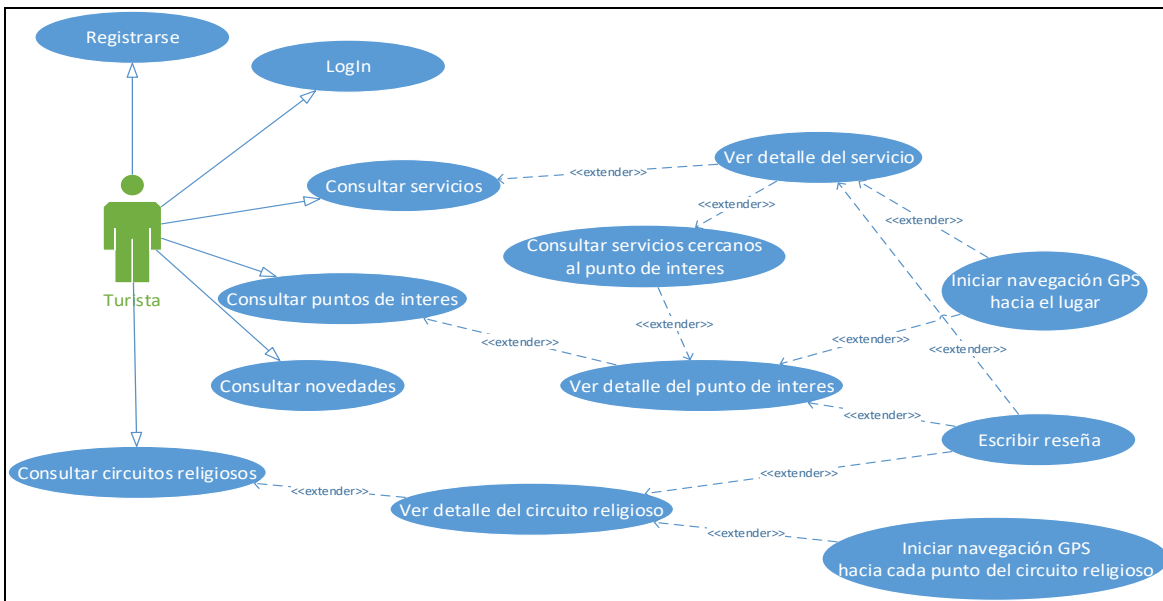 Registrarse
LogIn
Ver detalle del servicio
<<extender>>
Consultar servicios
<<extender>>
<<extender>>
Consultar servicios cercanos
al punto de interes
Iniciar navegación GPS
hacia el lugar
Turista
Consultar puntos de interes
<<extender>>
<<extender>>
<<extender>>
<<extender>>
Consultar novedades
Ver detalle del punto de interes
<<extender>>
Escribir reseña
<<extender>>
Consultar circuitos religiosos
<<extender>>
Ver detalle del circuito religioso
<<extender>>
Iniciar navegación GPS
hacia cada punto del circuito religioso